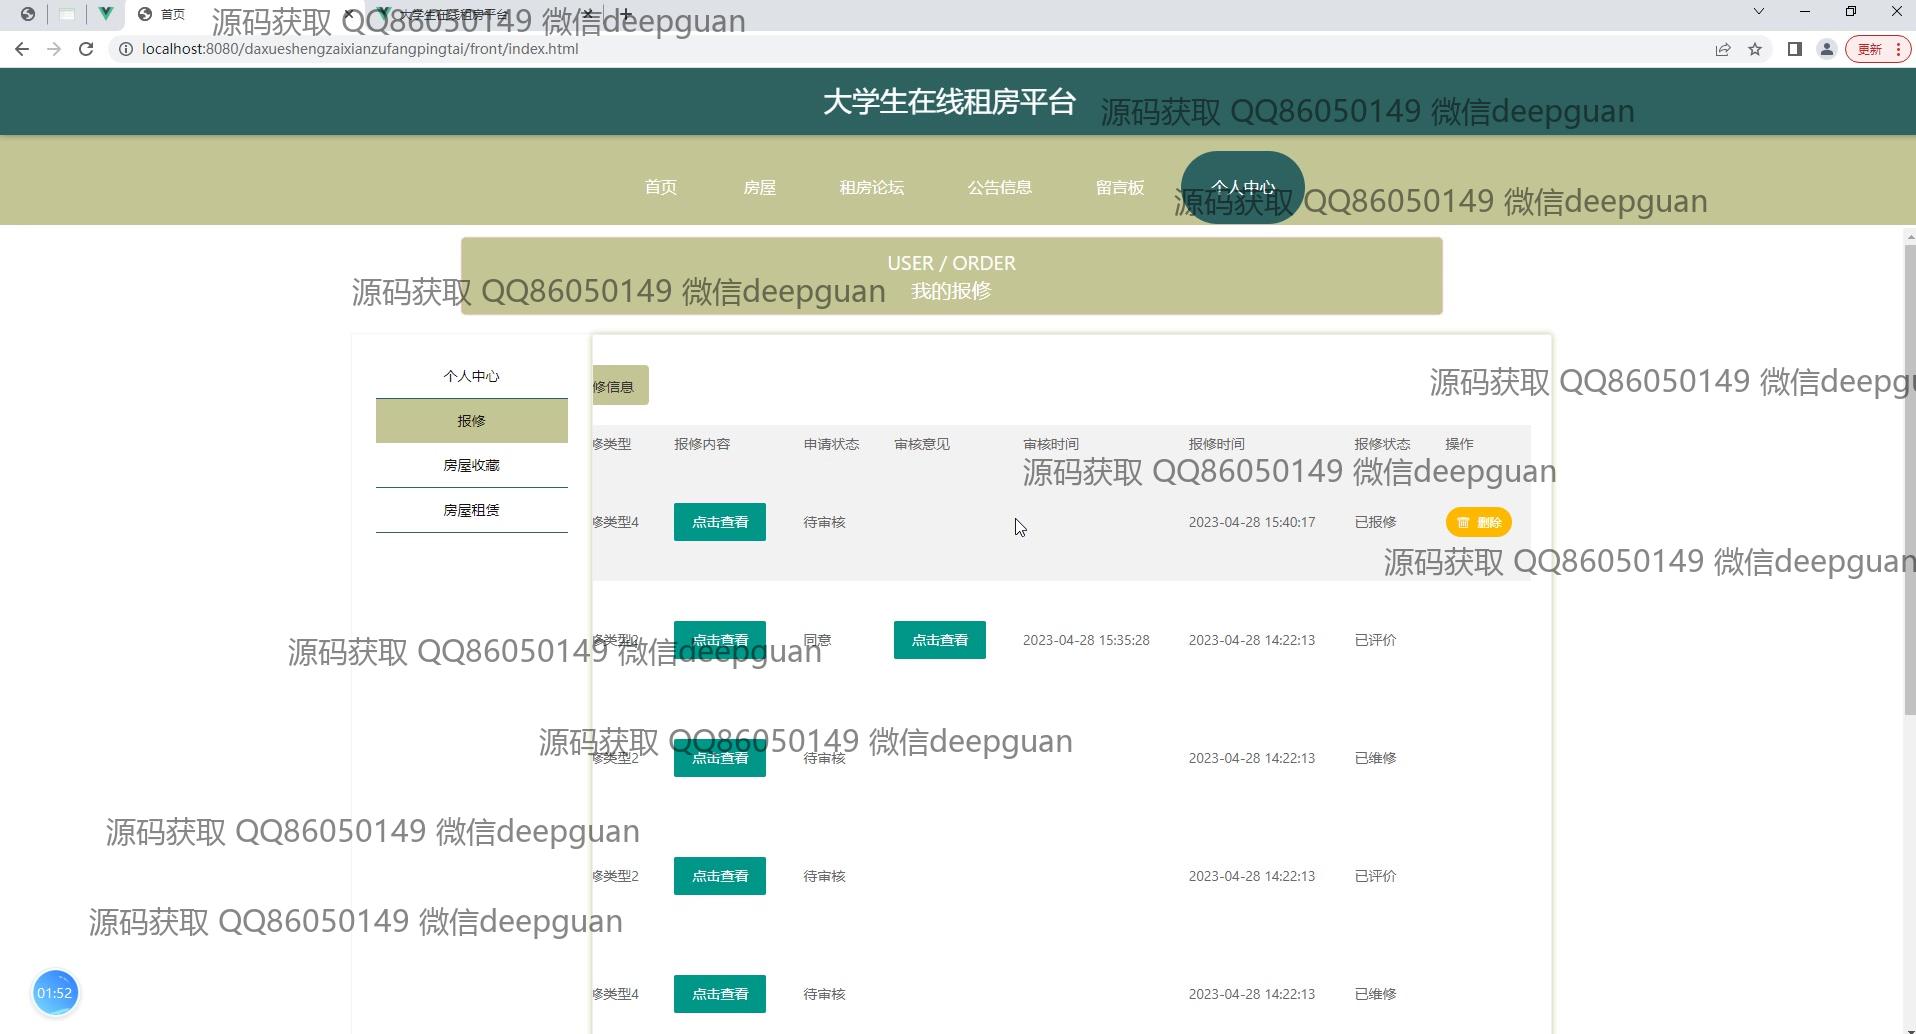 首页
大学生在线租房平台
源码获取 QQ86050149 微信deepguan
localhost:8080/daxueshengzaixianzufangpingtai/front/index.html
更新
大学生在线租房平台
源码获取 QQ86050149 微信deepguan
首页 房屋 租房论坛 公告信息 留言板 个人中心
源码获取 QQ86050149 微信deepguan
USER / ORDER
源码获取 QQ86050149 微信deepguan
我的报修
个人中心
报修
房屋收藏
房屋租赁
修信息
源码获取 QQ86050149 微信deepgu
修类型 报修内容 申请状态 审核意见 审核时间 报修时间 报修状态 操作
源码获取 QQ86050149 微信deepguan
修类型4 点击查看 待审核 2023-04-28 15:40:17 已报修 删除
源码获取 QQ86050149 微信deepguan
修类型2 点击查看 同意 点击查看 2023-04-28 15:35:28 2023-04-28 14:22:13 已评价
源码获取 QQ86050149 微信deepguan
源码获取 QQ86050149 微信deepguan
修类型2 点击查看 待审核 2023-04-28 14:22:13 已维修
源码获取 QQ86050149 微信deepguan
修类型2 点击查看 待审核 2023-04-28 14:22:13 已评价
源码获取 QQ86050149 微信deepguan
修类型4 点击查看 待审核 2023-04-28 14:22:13 已维修
01:52